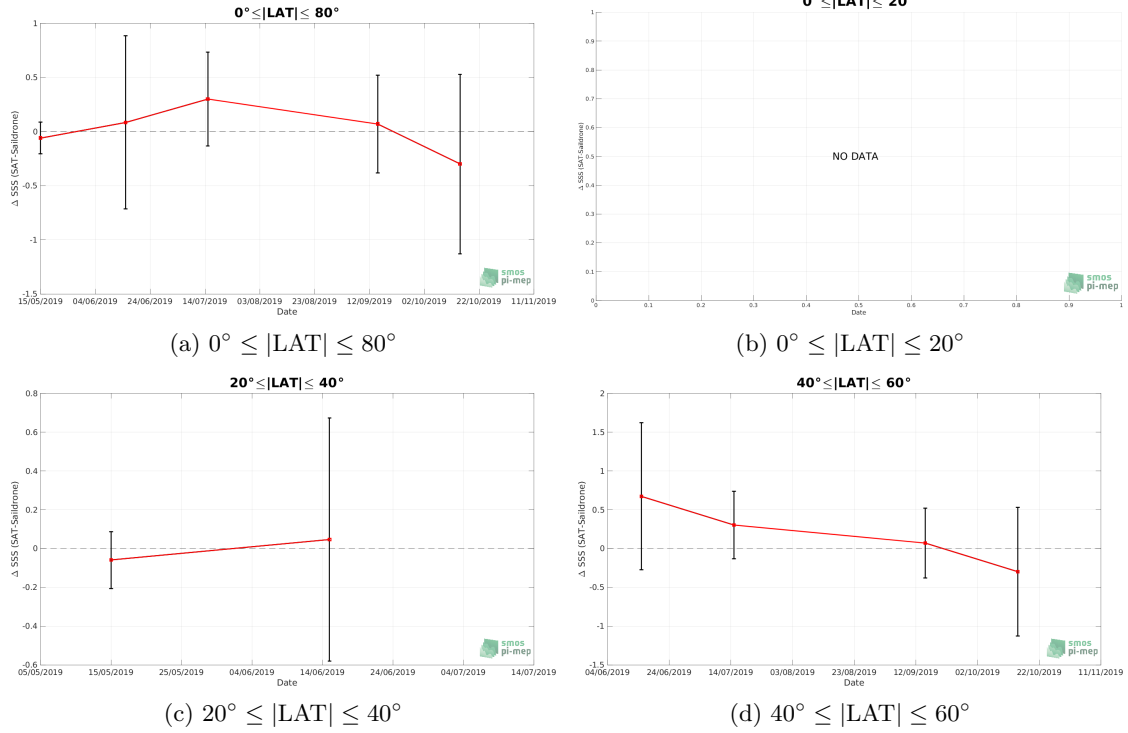 0°≤|LAT|≤ 80°
1
0.5
0
-0.5
-1
-1.5
Δ SSS (SAT-Saildrone)
15/05/2019 04/06/2019 24/06/2019 14/07/2019 03/08/2019 23/08/2019 12/09/2019 02/10/2019 22/10/2019 11/11/2019
Date
smos
pi-mep
(a) 0° ≤ |LAT| ≤ 80°
0°≤|LAT|≤ 20°
1
0.9
0.8
0.7
0.6
0.5
0.4
0.3
0.2
0.1
0
Δ SSS (SAT-Saildrone)
NO DATA
0 0.1 0.2 0.3 0.4 0.5 0.6 0.7 0.8 0.9 1
Date
smos
pi-mep
(b) 0° ≤ |LAT| ≤ 20°
20°≤|LAT|≤ 40°
0.8
0.6
0.4
0.2
0
-0.2
-0.4
-0.6
Δ SSS (SAT-Saildrone)
05/05/2019 15/05/2019 25/05/2019 04/06/2019 14/06/2019 24/06/2019 04/07/2019 14/07/2019
Date
smos
pi-mep
(c) 20° ≤ |LAT| ≤ 40°
40°≤|LAT|≤ 60°
2
1.5
1
0.5
0
-0.5
-1
-1.5
Δ SSS (SAT-Saildrone)
04/06/2019 24/06/2019 14/07/2019 03/08/2019 23/08/2019 12/09/2019 02/10/2019 22/10/2019 11/11/2019
Date
smos
pi-mep
(d) 40° ≤ |LAT| ≤ 60°